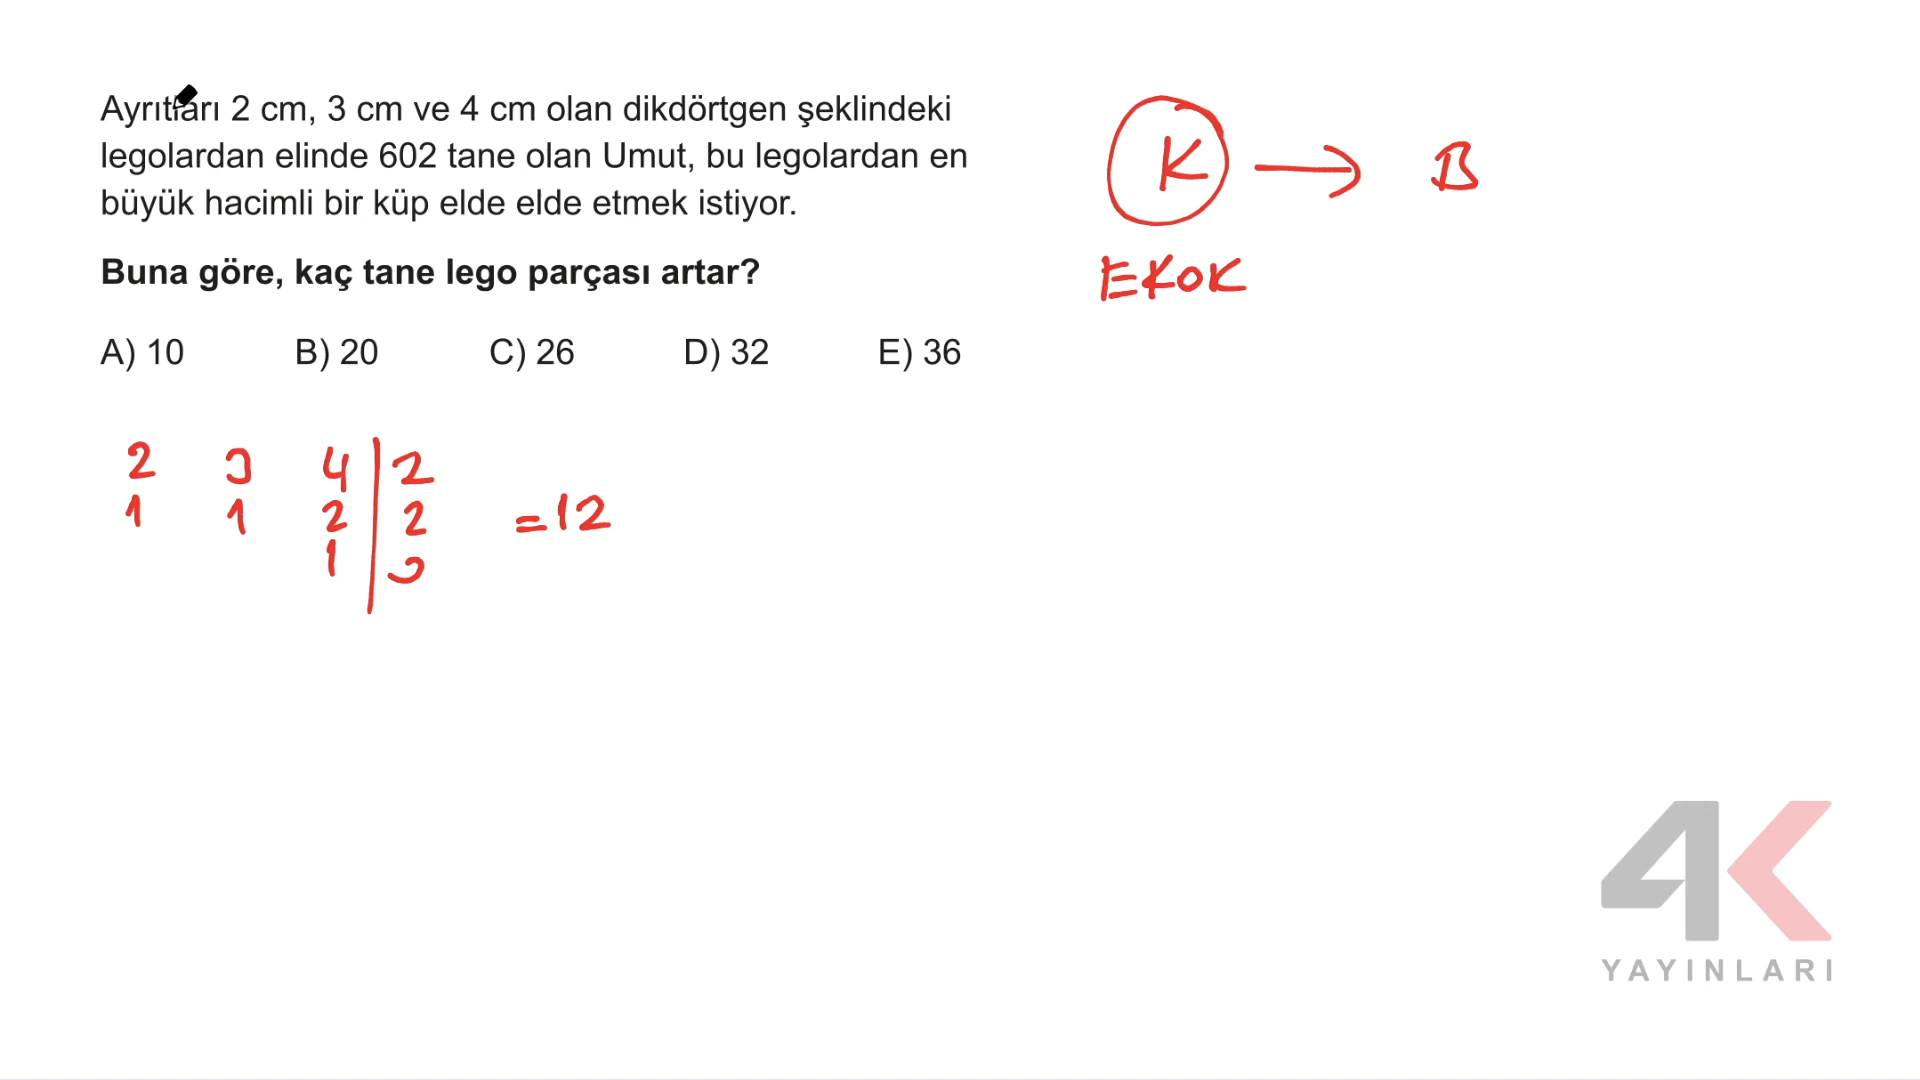 Ayrıtları 2 cm, 3 cm ve 4 cm olan dikdörtgen şeklindeki
legolardan elinde 602 tane olan Umut, bu legolardan en
büyük hacimli bir küp elde elde etmek istiyor.
Buna göre, kaç tane lego parçası artar?
A) 10 B) 20 C) 26 D) 32 E) 36
K → B
EKOK
2 3 4 | 2
1 1 2 | 2 = 12
1 | 3
4K
YAYINLARI